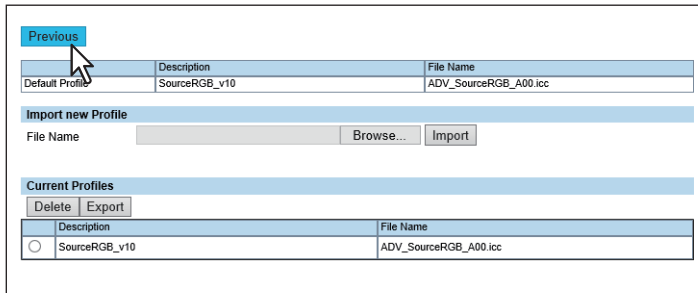 Previous
Description File Name
Default Profile SourceRGB_v10 ADV_SourceRGB_A00.icc
Import new Profile
File Name Browse... Import
Current Profiles
Delete Export
Description File Name
SourceRGB_v10 ADV_SourceRGB_A00.icc